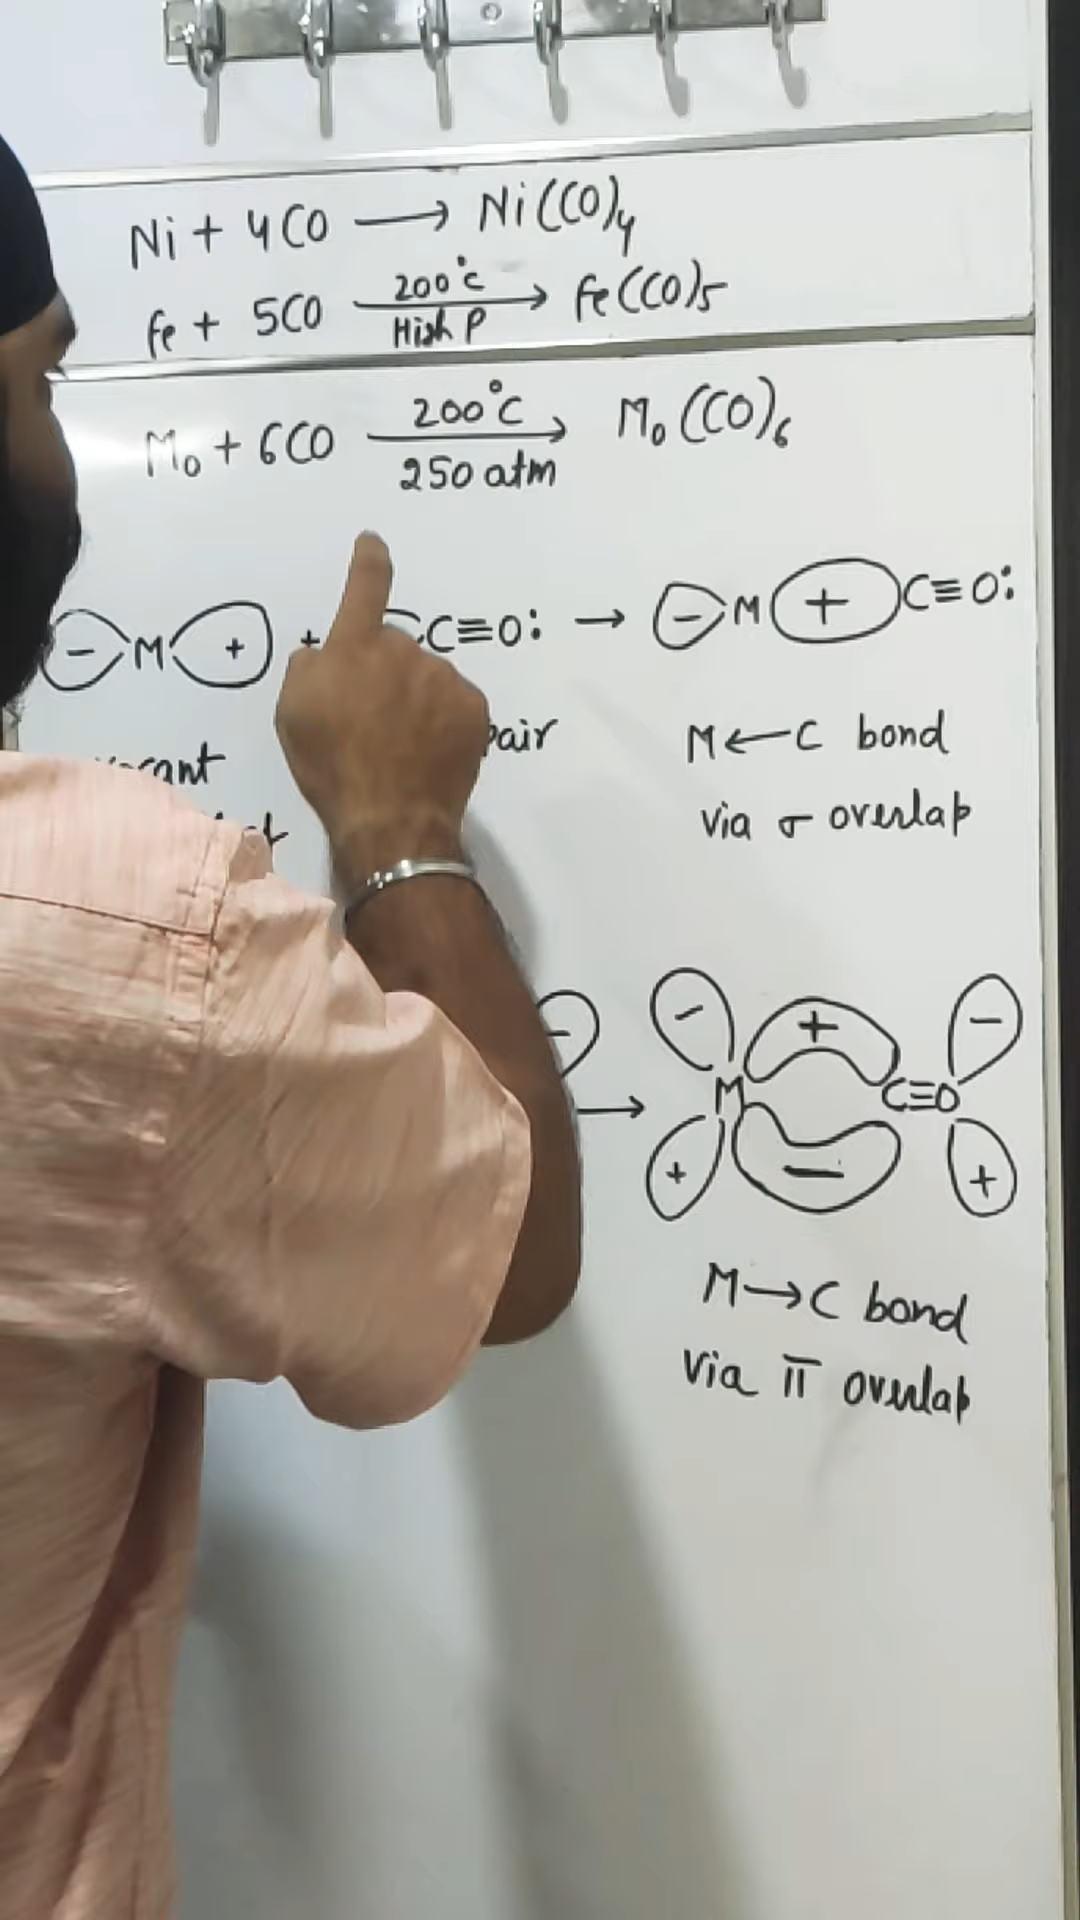 Ni + 4CO ⟶ Ni(CO)4
Fe + 5CO 200°C High P ⟶ Fe(CO)5
Mo + 6CO 200°C 250 atm ⟶ Mo(CO)6
- M + + C≡O: → - M + C≡O:
pair
M←C bond
via σ overlap
-
→
- + -
M C≡O
+ - +
M→C bond
via π overlap